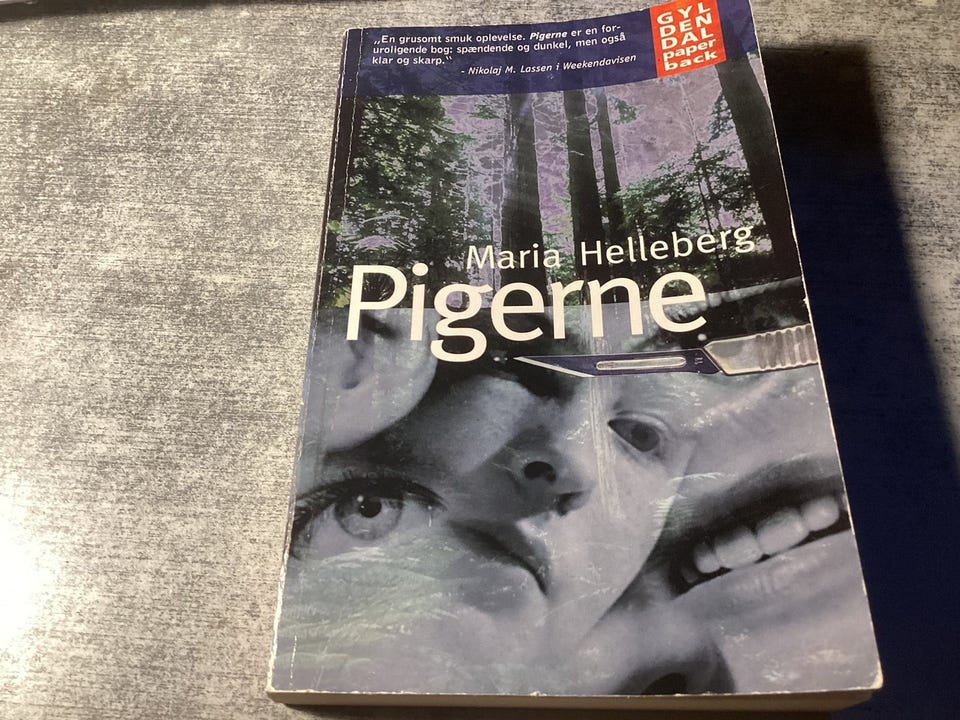 „En grusomt smuk oplevelse. Pigerne er en for-
uroligende bog: spændende og dunkel, men også
klar og skarp.“
- Nikolaj M. Lassen i Weekendavisen
GYL
DEN
DAL
paper
back
Maria Helleberg
Pigerne